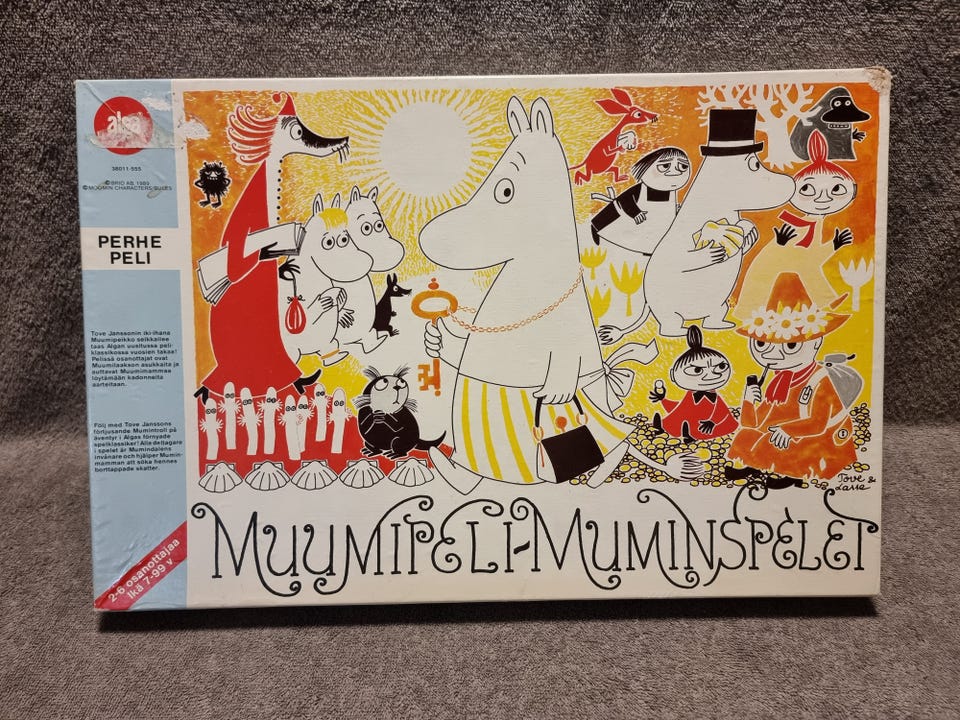 alga
38011-555
© BRIO AB, 1989
© MOOMIN CHARACTERS/BULLS
PERHE
PELI
Tove Janssonin iki-ihana
Muumipeikko seikkailee
taas Algan uusitussa peli-
klassikossa vuosien takaa!
Pelissä osanottajat ovat
Muumilaakson asukkaita ja
auttavat Muumimammaa
löytämään kadonneita
aarteitaan.
Följ med Tove Janssons
förtjusande Mumintroll på
äventyr i Algas förnyade
spelklassiker! Alla deltagare
i spelet är Mumindalens
invånare och hjälper Mumin-
mamman att söka hennes
borttappade skatter.
2-6 osanottajaa
Ikä 7-99 v
Tove &
Lasse
MUUMIPELI-MUMINSPELET